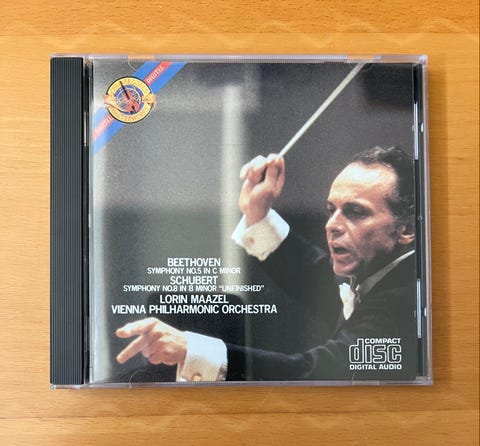 DIGITAL
DIGITAL
BEETHOVEN
SYMPHONY NO.5 IN C MINOR
SCHUBERT
SYMPHONY NO.8 IN B MINOR "UNFINISHED"
LORIN MAAZEL
VIENNA PHILHARMONIC ORCHESTRA
COMPACT
disc
DIGITAL AUDIO